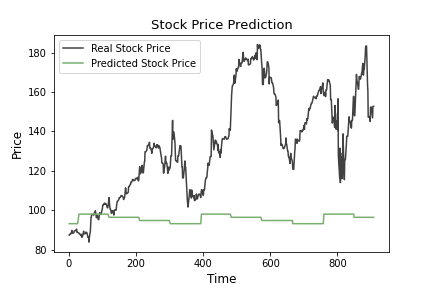 Stock Price Prediction
Real Stock Price
Predicted Stock Price
Price
180
160
140
120
100
80
0 200 400 600 800
Time